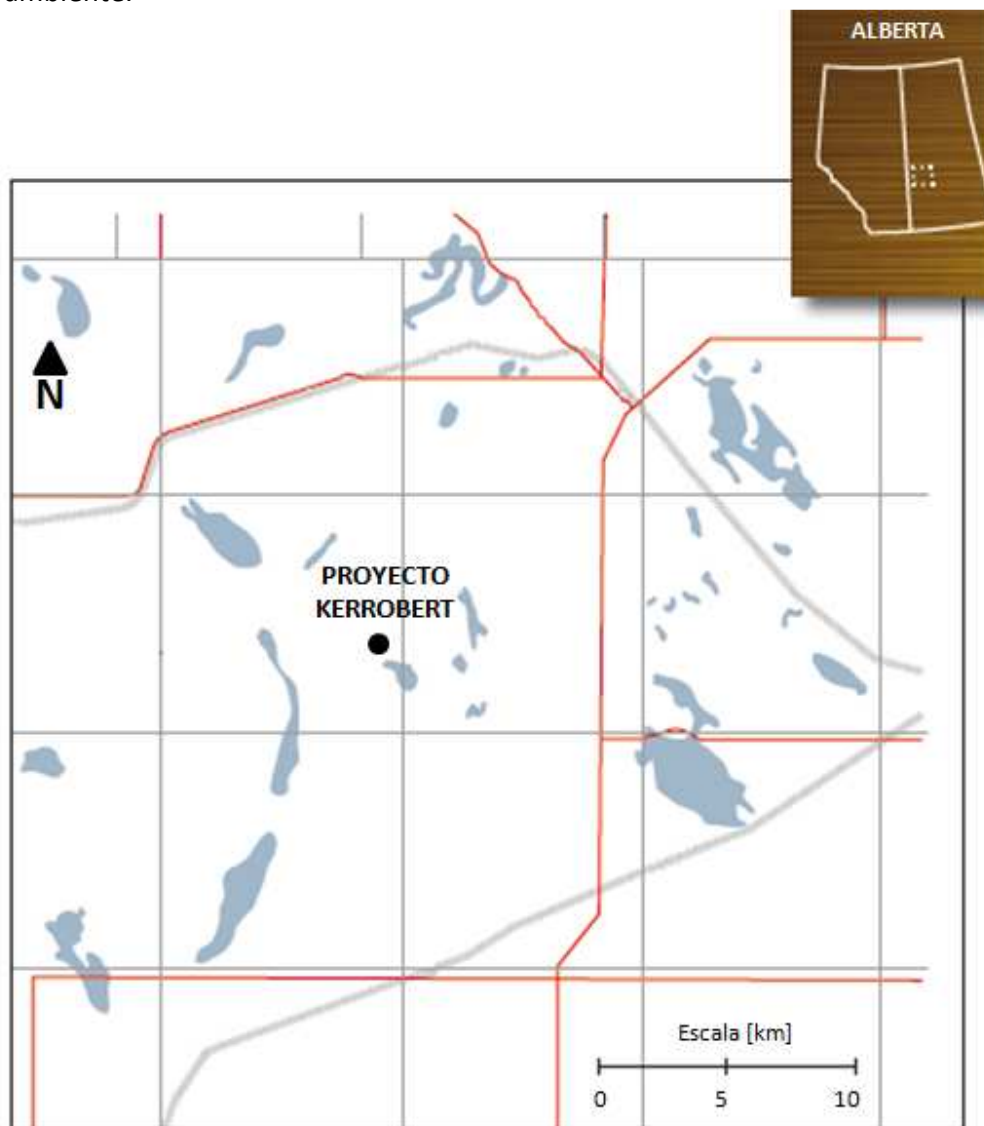 ambiente.
ALBERTA
N
PROYECTO
KERROBERT
Escala [km]
0 5 10